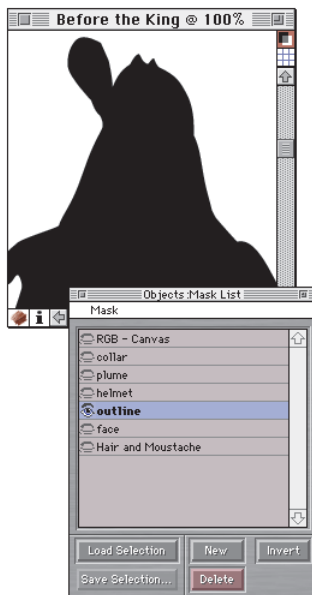 Before the King @ 100%
Objects :Mask List
Mask
RGB - Canvas
collar
plume
helmet
outline
face
Hair and Moustache
Load Selection
New
Invert
Save Selection...
Delete